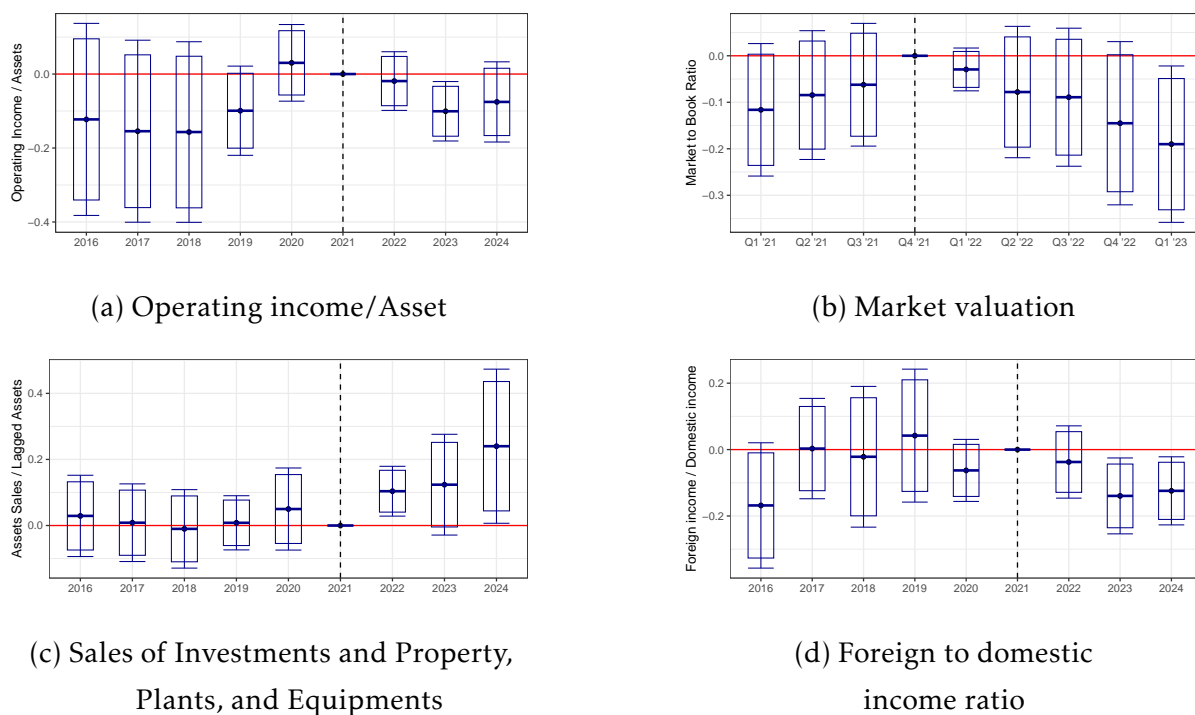 Operating Income / Assets
0.0
−0.2
−0.4
2016 2017 2018 2019 2020 2021 2022 2023 2024
(a) Operating income/Asset
Market to Book Ratio
0.0
−0.1
−0.2
−0.3
Q1 '21 Q2 '21 Q3 '21 Q4 '21 Q1 '22 Q2 '22 Q3 '22 Q4 '22 Q1 '23
(b) Market valuation
Assets Sales / Lagged Assets
0.4
0.2
0.0
2016 2017 2018 2019 2020 2021 2022 2023 2024
(c) Sales of Investments and Property,
Plants, and Equipments
Foreign income / Domestic income
0.2
0.0
−0.2
2016 2017 2018 2019 2020 2021 2022 2023 2024
(d) Foreign to domestic
income ratio